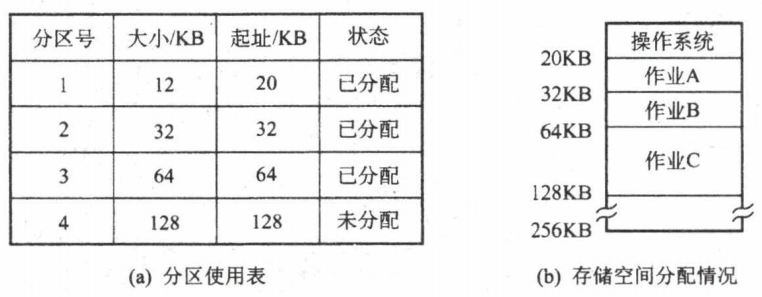 分区号 大小/KB 起址/KB 状态
1 12 20 已分配
2 32 32 已分配
3 64 64 已分配
4 128 128 未分配
(a) 分区使用表
操作系统
20KB
作业A
32KB
作业B
64KB
作业C
128KB
256KB
(b) 存储空间分配情况